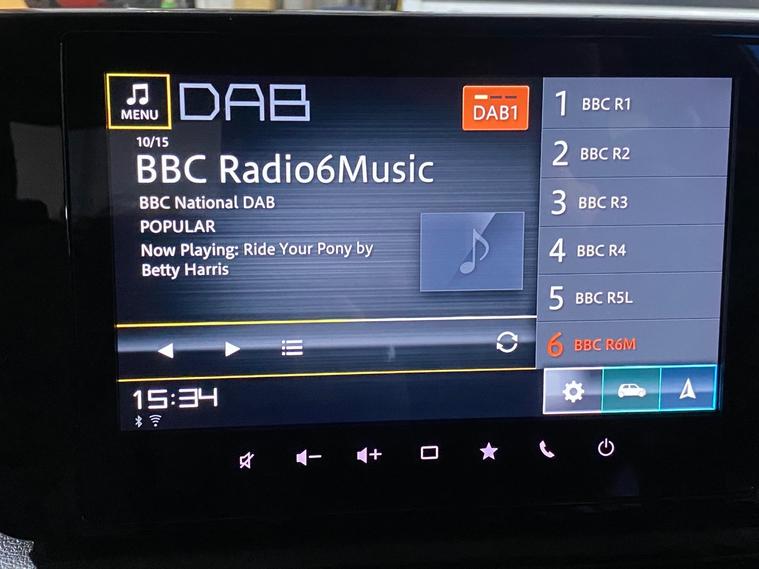 MENU
DAB
DAB1
10/15
BBC Radio6Music
BBC National DAB
POPULAR
Now Playing: Ride Your Pony by
Betty Harris
15:34
1 BBC R1
2 BBC R2
3 BBC R3
4 BBC R4
5 BBC R5L
6 BBC R6M